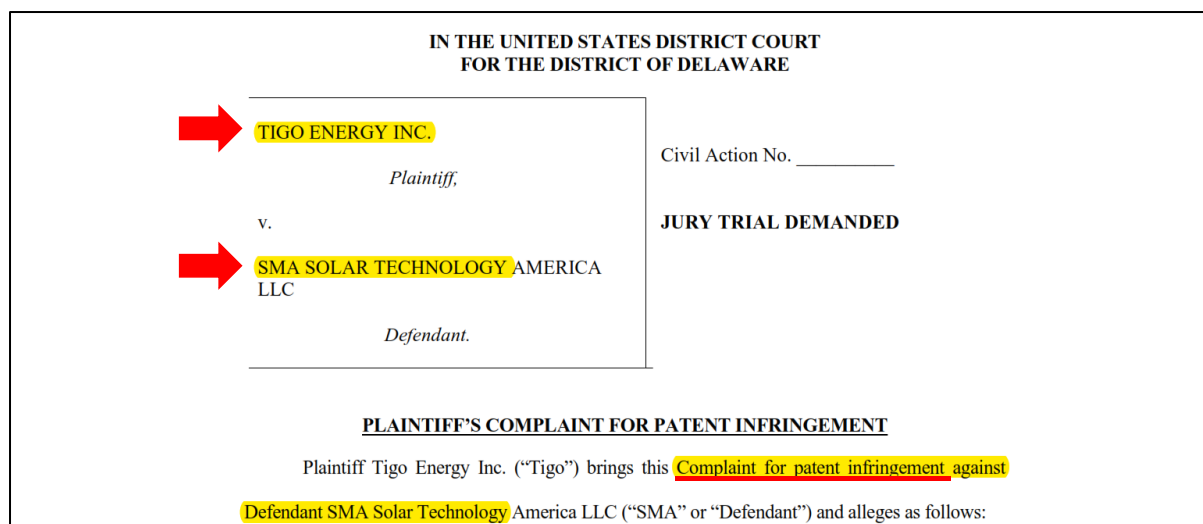 IN THE UNITED STATES DISTRICT COURT
FOR THE DISTRICT OF DELAWARE
TIGO ENERGY INC.
Plaintiff,
v.
SMA SOLAR TECHNOLOGY AMERICA
LLC
Defendant.
Civil Action No. __________
JURY TRIAL DEMANDED
PLAINTIFF’S COMPLAINT FOR PATENT INFRINGEMENT
Plaintiff Tigo Energy Inc. (“Tigo”) brings this Complaint for patent infringement against
Defendant SMA Solar Technology America LLC (“SMA” or “Defendant”) and alleges as follows: